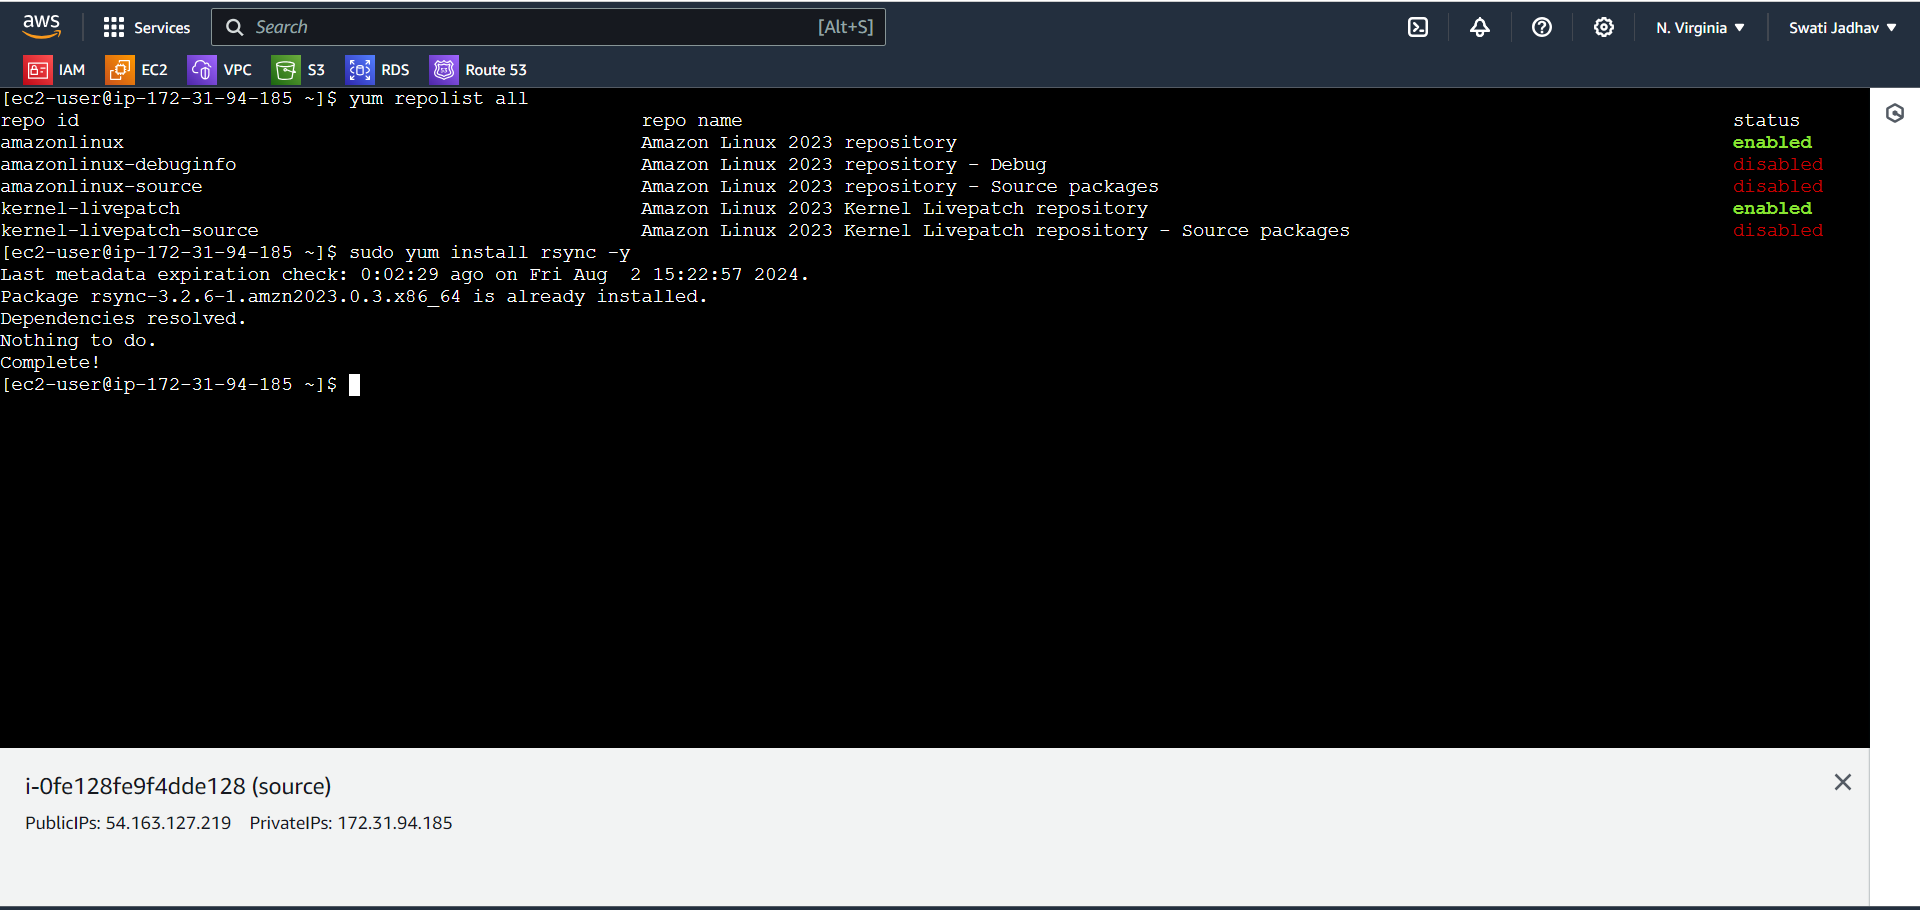 aws Services Search [Alt+S] N. Virginia Swati Jadhav
IAM EC2 VPC S3 RDS Route 53
[ec2-user@ip-172-31-94-185 ~]$ yum repolist all
repo id repo name status
amazonlinux Amazon Linux 2023 repository enabled
amazonlinux-debuginfo Amazon Linux 2023 repository - Debug disabled
amazonlinux-source Amazon Linux 2023 repository - Source packages disabled
kernel-livepatch Amazon Linux 2023 Kernel Livepatch repository enabled
kernel-livepatch-source Amazon Linux 2023 Kernel Livepatch repository - Source packages disabled
[ec2-user@ip-172-31-94-185 ~]$ sudo yum install rsync -y
Last metadata expiration check: 0:02:29 ago on Fri Aug  2 15:22:57 2024.
Package rsync-3.2.6-1.amzn2023.0.3.x86_64 is already installed.
Dependencies resolved.
Nothing to do.
Complete!
[ec2-user@ip-172-31-94-185 ~]$
i-0fe128fe9f4dde128 (source)
PublicIPs: 54.163.127.219 PrivateIPs: 172.31.94.185